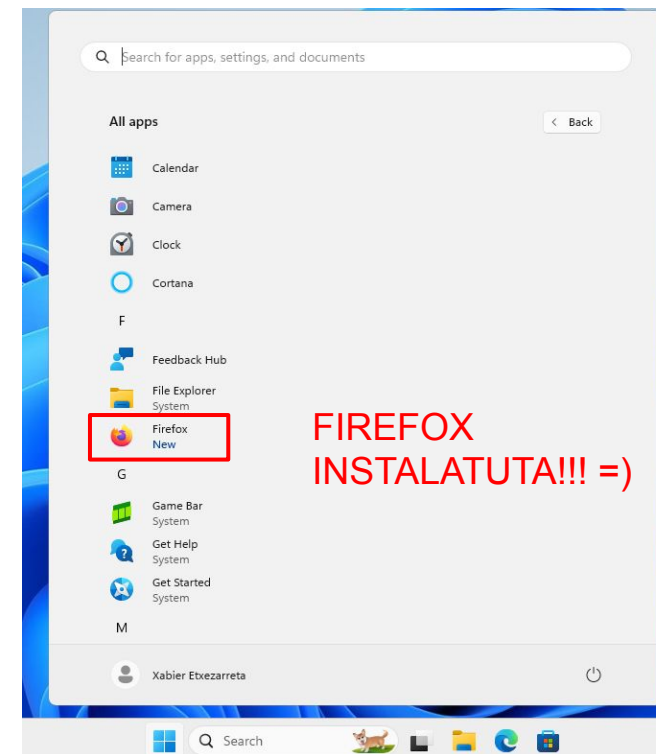 Search for apps, settings, and documents
All apps
Back
Calendar
Camera
Clock
Cortana
F
Feedback Hub
File Explorer
System
Firefox
New
FIREFOX
INSTALATUTA!!! =)
G
Game Bar
System
Get Help
System
Get Started
System
M
Xabier Etxezarreta
Search